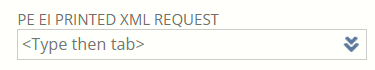 PE EI PRINTED XML REQUEST
<Type then tab>